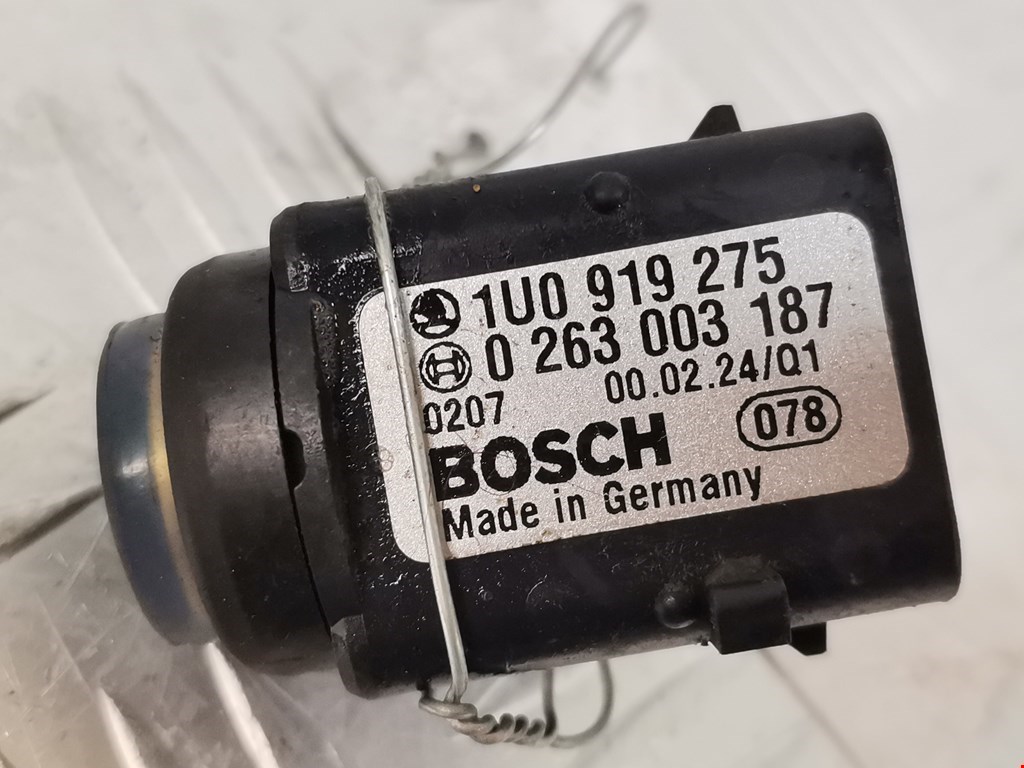 1U0 919 275
0 263 003 187
0207 00.02.24/Q1
BOSCH 078
Made in Germany